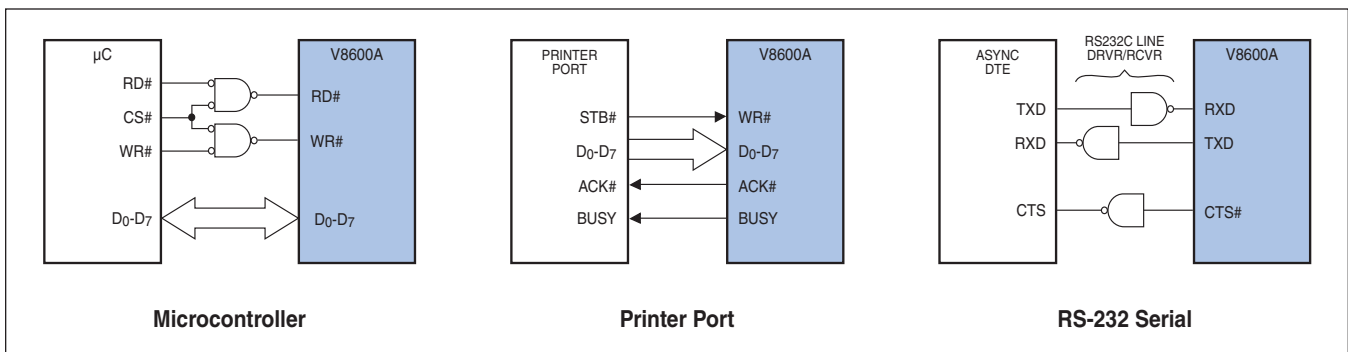 µC
V8600A
RD#
CS#
WR#
D0-D7
RD#
WR#
D0-D7
Microcontroller
PRINTER
PORT
V8600A
STB#
D0-D7
ACK#
BUSY
WR#
D0-D7
ACK#
BUSY
Printer Port
ASYNC
DTE
RS232C LINE
DRVR/RCVR
V8600A
TXD
RXD
CTS
RXD
TXD
CTS#
RS-232 Serial